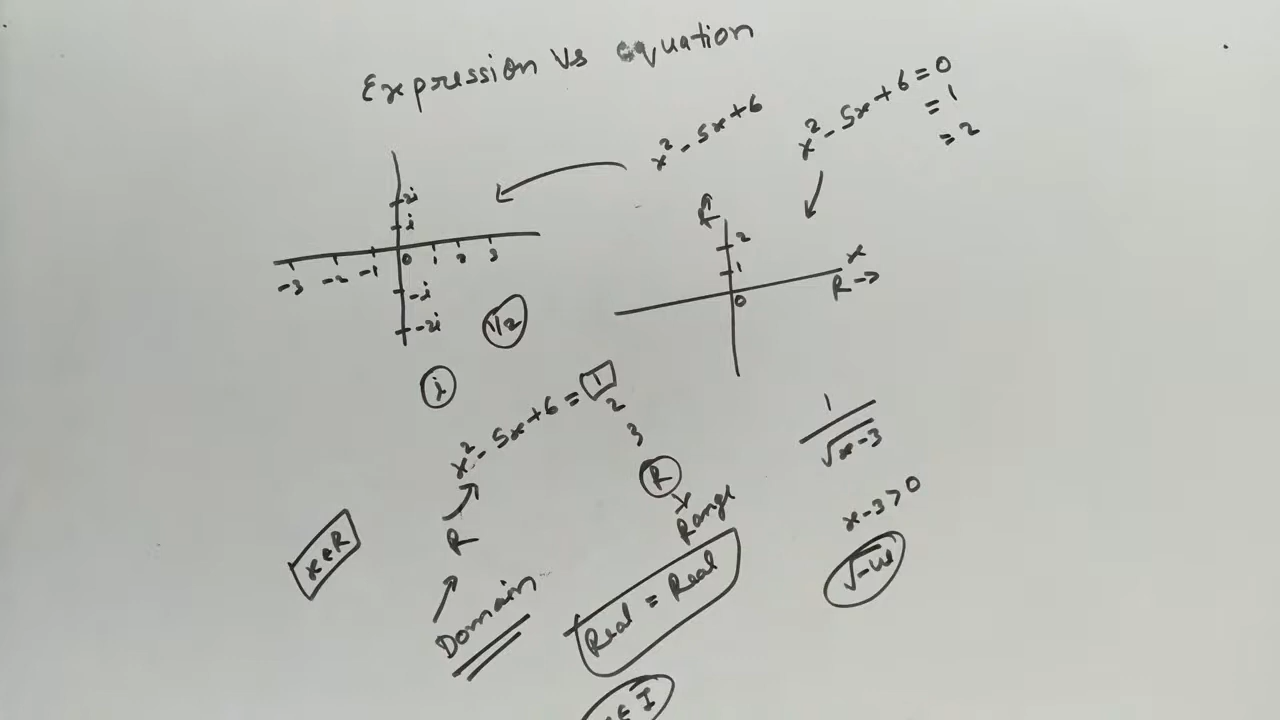 Expression Vs equation
x² - 5x + 6
x² - 5x + 6 = 0
= 1
= 2
2i
i
-3 -2 -1 0 1 2 3
-i
-2i
R↑
2
1
0
x
R →
i
1/2
x² - 5x + 6 = 1
2
3
R
Range
R
x ∈ R
Domain
Real = Real
1
√x-3
x - 3 > 0
√-ve
∈ I